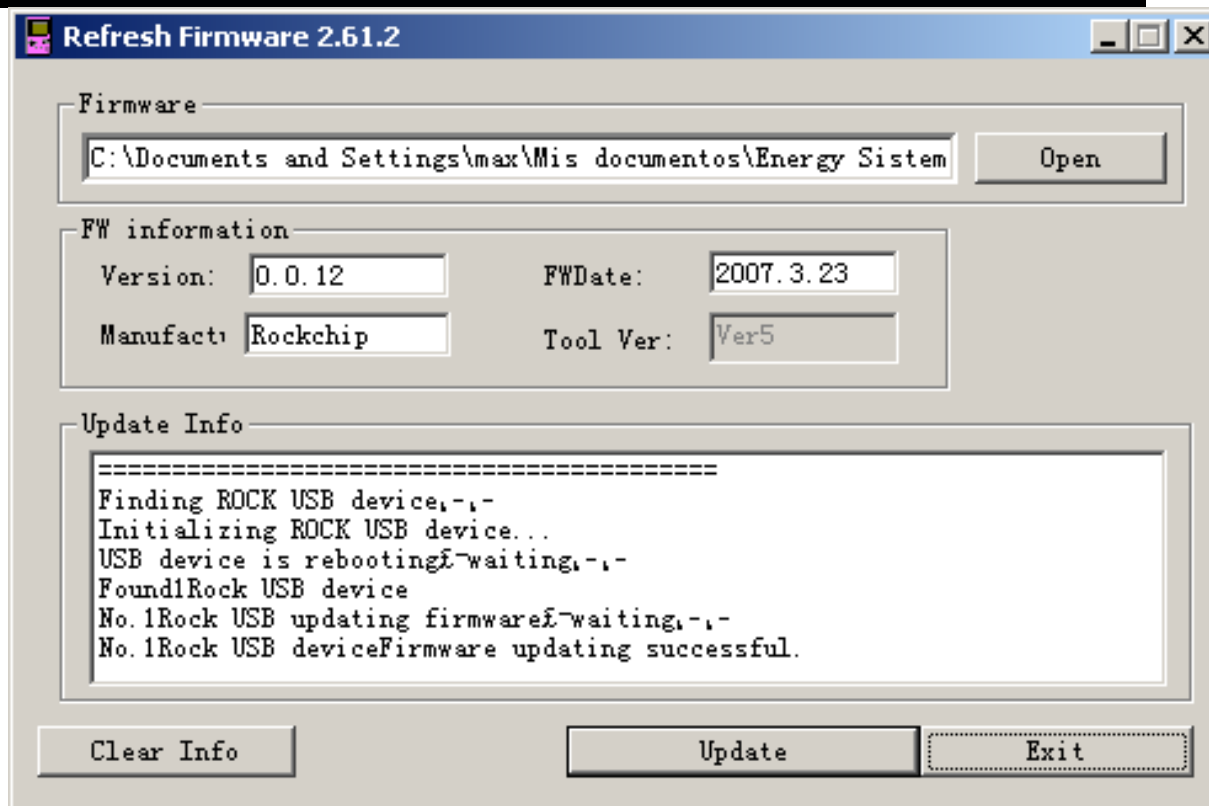 Refresh Firmware 2.61.2
Firmware
C:\Documents and Settings\max\Mis documentos\Energy Sistem
Open
FW information
Version: 0.0.12
FWDate: 2007.3.23
Manufactu Rockchip
Tool Ver: Ver5
Update Info
==========================================
Finding ROCK USB device¡-¡-
Initializing ROCK USB device...
USB device is rebooting£¬waiting¡-¡-
Found1Rock USB device
No.1Rock USB updating firmware£¬waiting¡-¡-
No.1Rock USB deviceFirmware updating successful.
Clear Info
Update
Exit